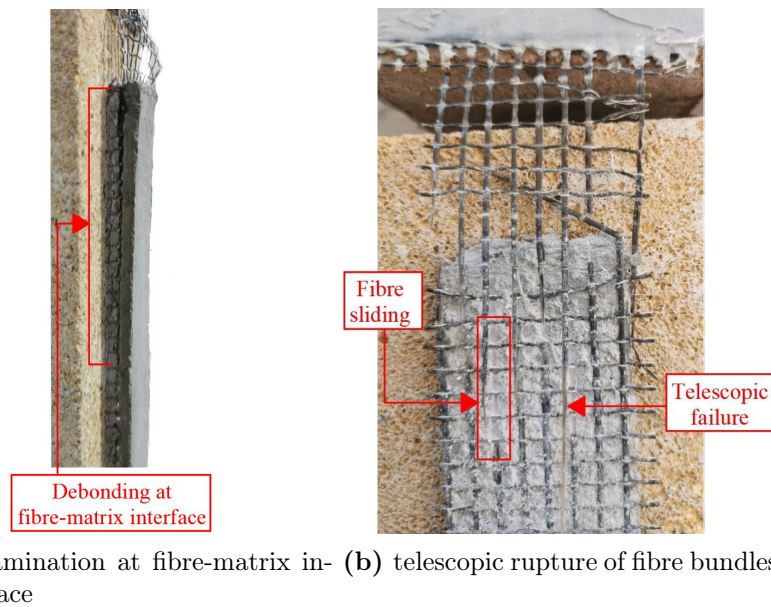 Debonding at
fibre-matrix interface
Fibre
sliding
Telescopic
failure
amination at fibre-matrix in-
ace
(b) telescopic rupture of fibre bundles